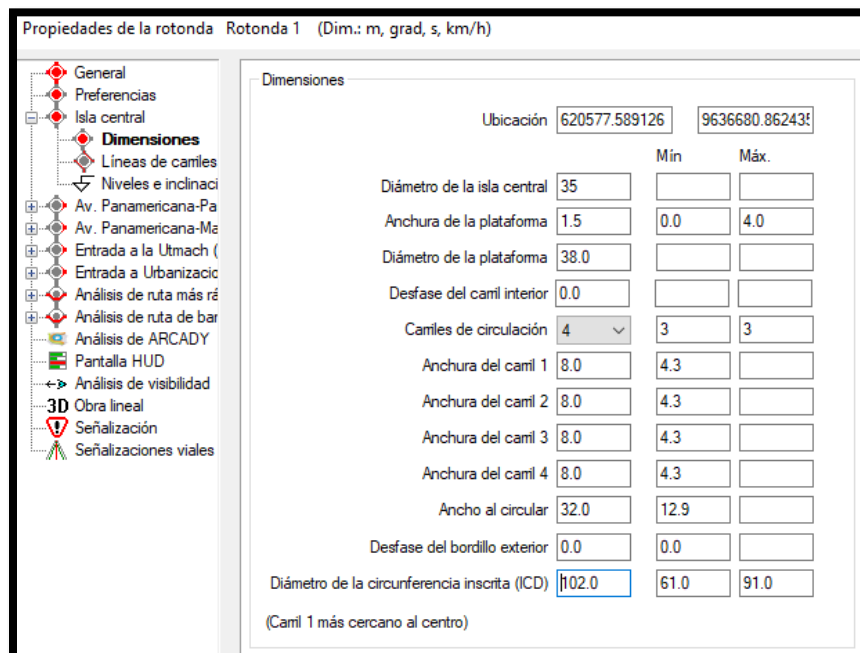 Propiedades de la rotonda Rotonda 1 (Dim.: m, grad, s, km/h)
General
Preferencias
Isla central
Dimensiones
Líneas de carriles
Niveles e inclinaci
Av. Panamericana-Pa
Av. Panamericana-Ma
Entrada a la Utmach (
Entrada a Urbanizacio
Análisis de ruta más rá
Análisis de ruta de bar
Análisis de ARCADY
Pantalla HUD
Análisis de visibilidad
3D Obra lineal
Señalización
Señalizaciones viales
Dimensiones
Ubicación 620577.589126 9636680.862435
Mín Máx.
Diámetro de la isla central 35
Anchura de la plataforma 1.5 0.0 4.0
Diámetro de la plataforma 38.0
Desfase del carril interior 0.0
Carriles de circulación 4 3 3
Anchura del carril 1 8.0 4.3
Anchura del carril 2 8.0 4.3
Anchura del carril 3 8.0 4.3
Anchura del carril 4 8.0 4.3
Ancho al circular 32.0 12.9
Desfase del bordillo exterior 0.0 0.0
Diámetro de la circunferencia inscrita (ICD) 102.0 61.0 91.0
(Carril 1 más cercano al centro)